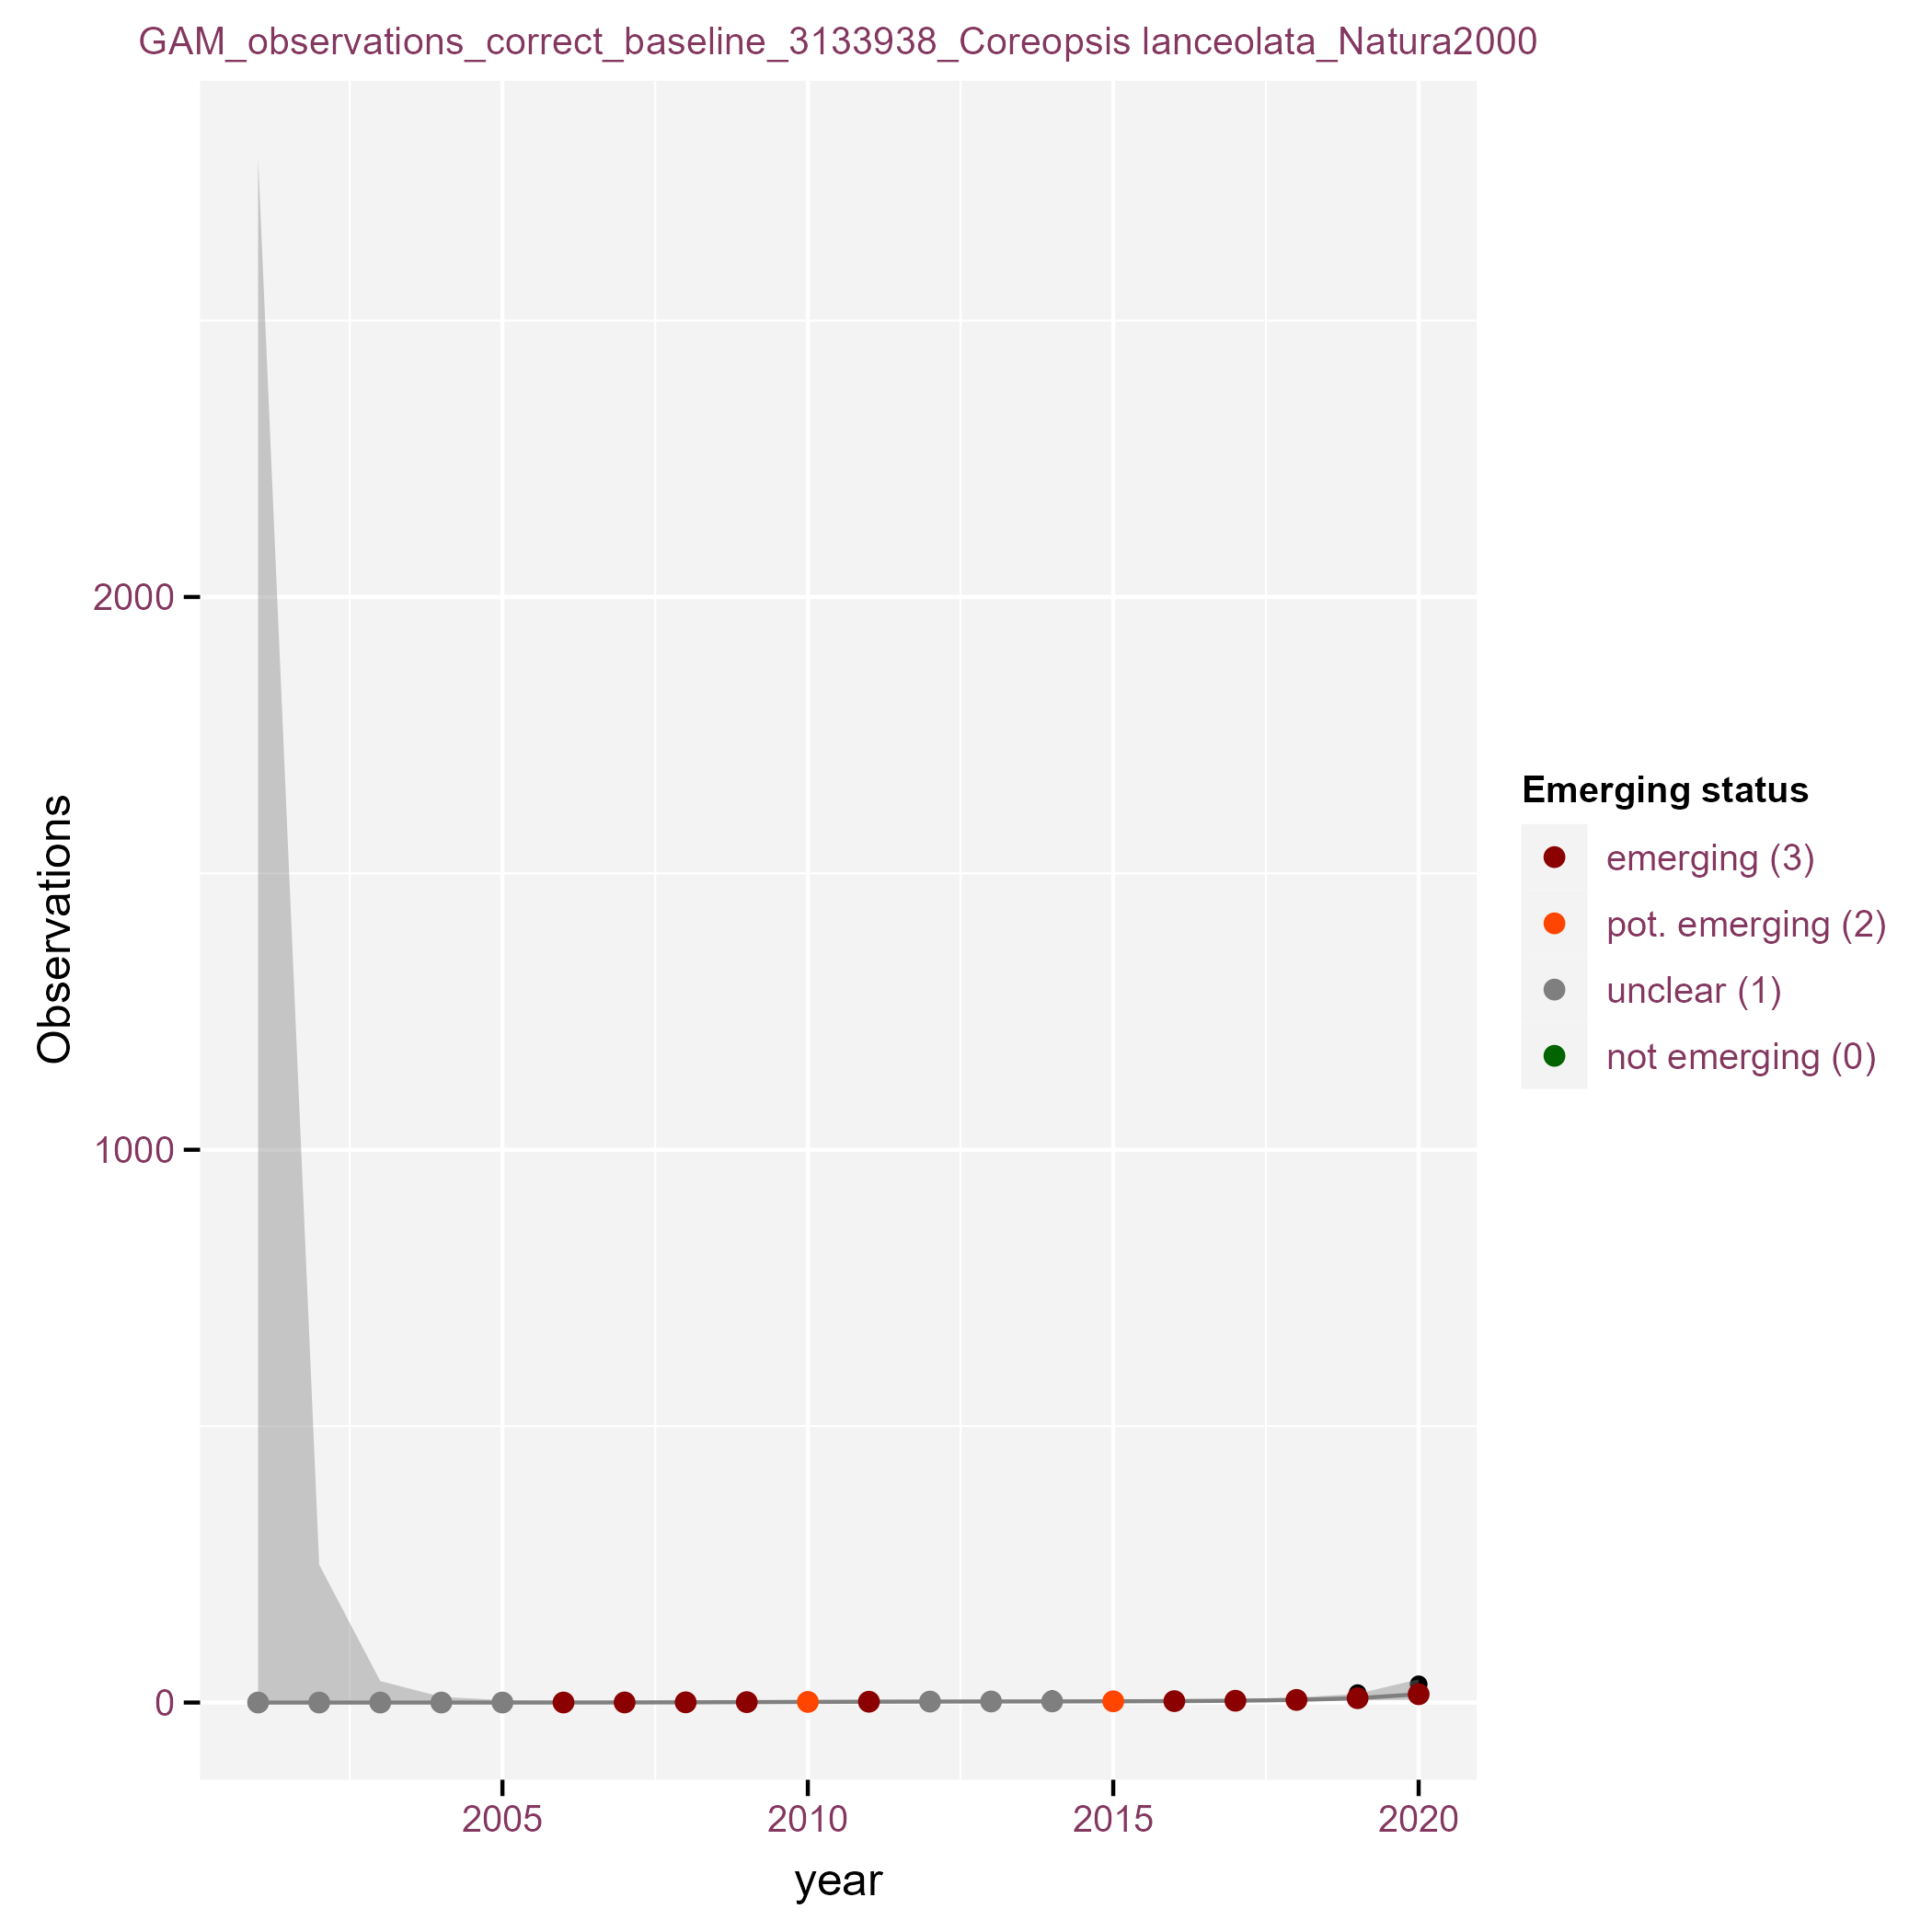 GAM_observations_correct_baseline_3133938_Coreopsis lanceolata_Natura2000
Observations
2000
1000
0
2005
2010
2015
2020
year
Emerging status
emerging (3)
pot. emerging (2)
unclear (1)
not emerging (0)